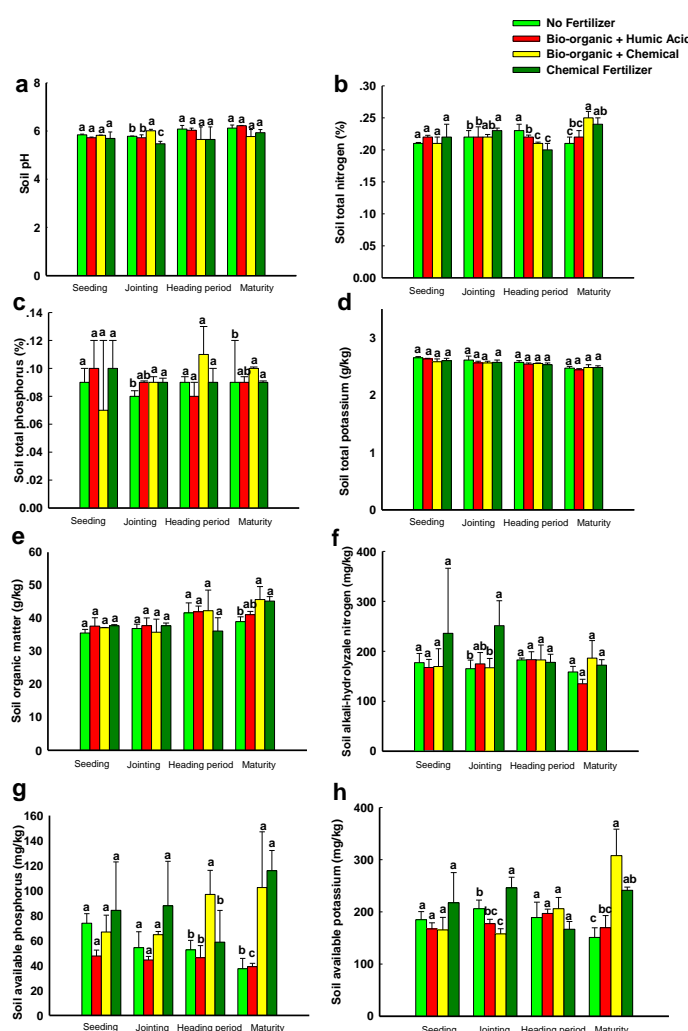 No Fertilizer
Bio-organic + Humic Acid
Bio-organic + Chemical
Chemical Fertilizer
a
8
6
4
2
0
Soil pH
a a a a b b a c a a a a a a a a
Seeding Jointing Heading period Maturity
b
.30
.25
.20
.15
.10
.05
0.00
Soil total nitrogen (%)
a a a a b b ab a a b c c c bc a ab
Seeding Jointing Heading period Maturity
c
.14
.12
.10
.08
.06
.04
.02
0.00
Soil total phosphorus (%)
a a a a b ab a a a a a a b a a a
Seeding Jointing Heading period Maturity
d
3
2
1
0
Soil total potassium (g/kg)
a a a a a a a a a a a a a a a a
Seeding Jointing Heading period Maturity
e
60
50
40
30
20
10
0
Soil organic matter (g/kg)
a a a a a a a a a a a a b ab a a
Seeding Jointing Heading period Maturity
f
400
300
200
100
0
Soil alkali-hydrolyzale nitrogen (mg/kg)
a a a a b ab b a a a a a a a a a
Seeding Jointing Heading period Maturity
g
160
140
120
100
80
60
40
20
0
Soil available phosphorus (mg/kg)
a a a a a a a a b b a b b c a a
Seeding Jointing Heading period Maturity
h
400
300
200
100
0
Soil available potassium (mg/kg)
a a a a b bc c a a a a a c bc a ab
Seeding Jointing Heading period Maturity